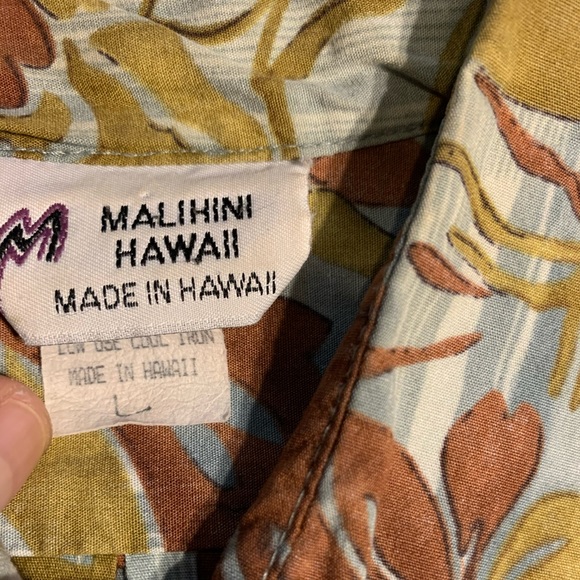 M
MALIHINI
HAWAII
MADE IN HAWAII
LOW USE COOL IRON
MADE IN HAWAII
L